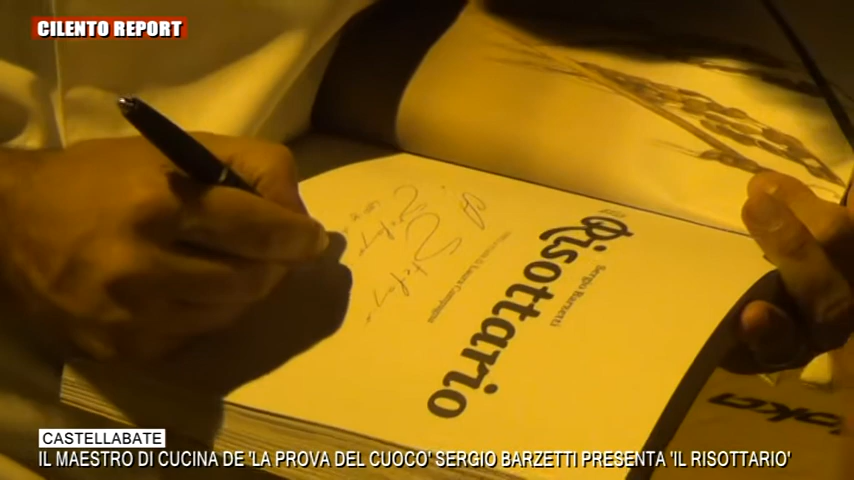 CILENTO REPORT
Sergio Barzetti
Risottario
CASTELLABATE
IL MAESTRO DI CUCINA DE 'LA PROVA DEL CUOCO' SERGIO BARZETTI PRESENTA 'IL RISOTTARIO'